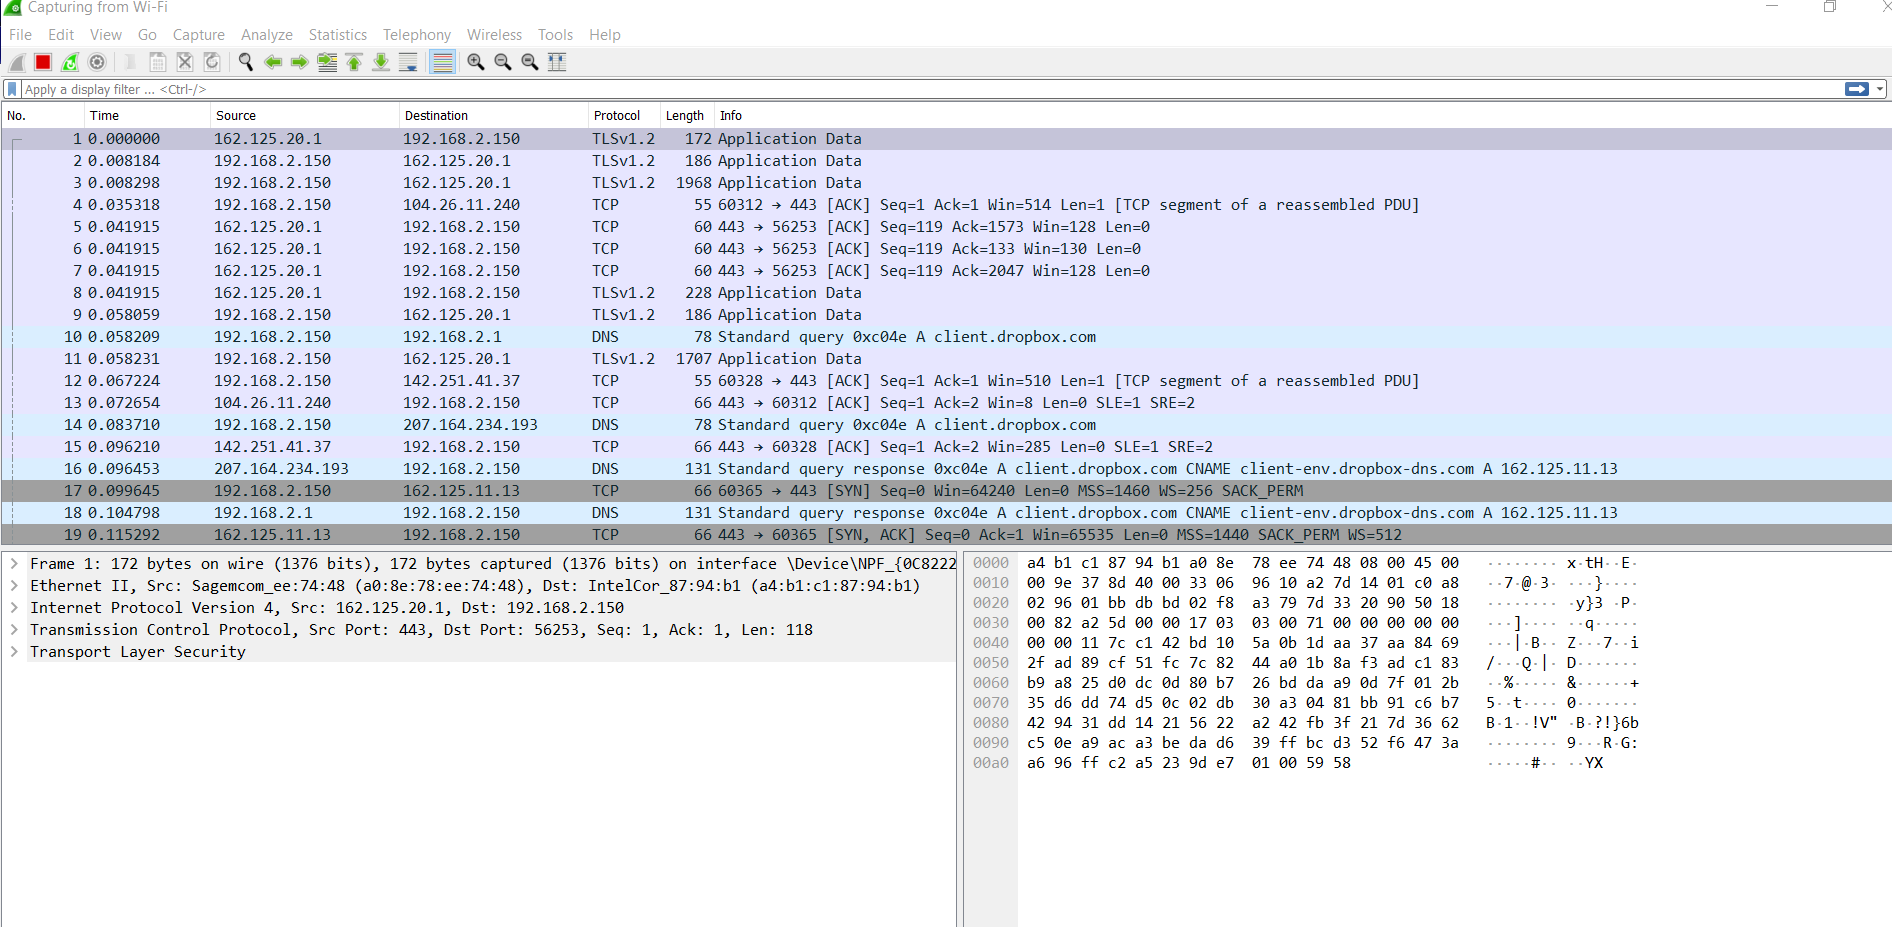 Capturing from Wi-Fi
File Edit View Go Capture Analyze Statistics Telephony Wireless Tools Help
Apply a display filter ... <Ctrl-/>
No. Time Source Destination Protocol Length Info
1 0.000000 162.125.20.1 192.168.2.150 TLSv1.2 172 Application Data
2 0.008184 192.168.2.150 162.125.20.1 TLSv1.2 186 Application Data
3 0.008298 192.168.2.150 162.125.20.1 TLSv1.2 1968 Application Data
4 0.035318 192.168.2.150 104.26.11.240 TCP 55 60312 → 443 [ACK] Seq=1 Ack=1 Win=514 Len=1 [TCP segment of a reassembled PDU]
5 0.041915 162.125.20.1 192.168.2.150 TCP 60 443 → 56253 [ACK] Seq=119 Ack=1573 Win=128 Len=0
6 0.041915 162.125.20.1 192.168.2.150 TCP 60 443 → 56253 [ACK] Seq=119 Ack=133 Win=130 Len=0
7 0.041915 162.125.20.1 192.168.2.150 TCP 60 443 → 56253 [ACK] Seq=119 Ack=2047 Win=128 Len=0
8 0.041915 162.125.20.1 192.168.2.150 TLSv1.2 228 Application Data
9 0.058059 192.168.2.150 162.125.20.1 TLSv1.2 186 Application Data
10 0.058209 192.168.2.150 192.168.2.1 DNS 78 Standard query 0xc04e A client.dropbox.com
11 0.058231 192.168.2.150 162.125.20.1 TLSv1.2 1707 Application Data
12 0.067224 192.168.2.150 142.251.41.37 TCP 55 60328 → 443 [ACK] Seq=1 Ack=1 Win=510 Len=1 [TCP segment of a reassembled PDU]
13 0.072654 104.26.11.240 192.168.2.150 TCP 66 443 → 60312 [ACK] Seq=1 Ack=2 Win=8 Len=0 SLE=1 SRE=2
14 0.083710 192.168.2.150 207.164.234.193 DNS 78 Standard query 0xc04e A client.dropbox.com
15 0.096210 142.251.41.37 192.168.2.150 TCP 66 443 → 60328 [ACK] Seq=1 Ack=2 Win=285 Len=0 SLE=1 SRE=2
16 0.096453 207.164.234.193 192.168.2.150 DNS 131 Standard query response 0xc04e A client.dropbox.com CNAME client-env.dropbox-dns.com A 162.125.11.13
17 0.099645 192.168.2.150 162.125.11.13 TCP 66 60365 → 443 [SYN] Seq=0 Win=64240 Len=0 MSS=1460 WS=256 SACK_PERM
18 0.104798 192.168.2.1 192.168.2.150 DNS 131 Standard query response 0xc04e A client.dropbox.com CNAME client-env.dropbox-dns.com A 162.125.11.13
19 0.115292 162.125.11.13 192.168.2.150 TCP 66 443 → 60365 [SYN, ACK] Seq=0 Ack=1 Win=65535 Len=0 MSS=1440 SACK_PERM WS=512
Frame 1: 172 bytes on wire (1376 bits), 172 bytes captured (1376 bits) on interface \Device\NPF_{0C8222
Ethernet II, Src: Sagemcom_ee:74:48 (a0:8e:78:ee:74:48), Dst: IntelCor_87:94:b1 (a4:b1:c1:87:94:b1)
Internet Protocol Version 4, Src: 162.125.20.1, Dst: 192.168.2.150
Transmission Control Protocol, Src Port: 443, Dst Port: 56253, Seq: 1, Ack: 1, Len: 118
Transport Layer Security
0000 a4 b1 c1 87 94 b1 a0 8e 78 ee 74 48 08 00 45 00 ········ x·tH··E·
0010 00 9e 37 8d 40 00 33 06 96 10 a2 7d 14 01 c0 a8 ··7·@·3· ···}····
0020 02 96 01 bb db bd 02 f8 a3 79 7d 33 20 90 50 18 ········ ·y}3 ·P·
0030 00 82 a2 5d 00 00 17 03 03 00 71 00 00 00 00 00 ···]···· ··q·····
0040 00 00 11 7c c1 42 bd 10 5a 0b 1d aa 37 aa 84 69 ···|·B·· Z···7··i
0050 2f ad 89 cf 51 fc 7c 82 44 a0 1b 8a f3 ad c1 83 /···Q·|· D·······
0060 b9 a8 25 d0 dc 0d 80 b7 26 bd da a9 0d 7f 01 2b ··%····· &······+
0070 35 d6 dd 74 d5 0c 02 db 30 a3 04 81 bb 91 c6 b7 5··t···· 0·······
0080 42 94 31 dd 14 21 56 22 a2 42 fb 3f 21 7d 36 62 B·1··!V" ·B·?!}6b
0090 c5 0e a9 ac a3 be da d6 39 ff bc d3 52 f6 47 3a ········ 9···R·G:
00a0 a6 96 ff c2 a5 23 9d e7 01 00 59 58 ·····#·· ··YX